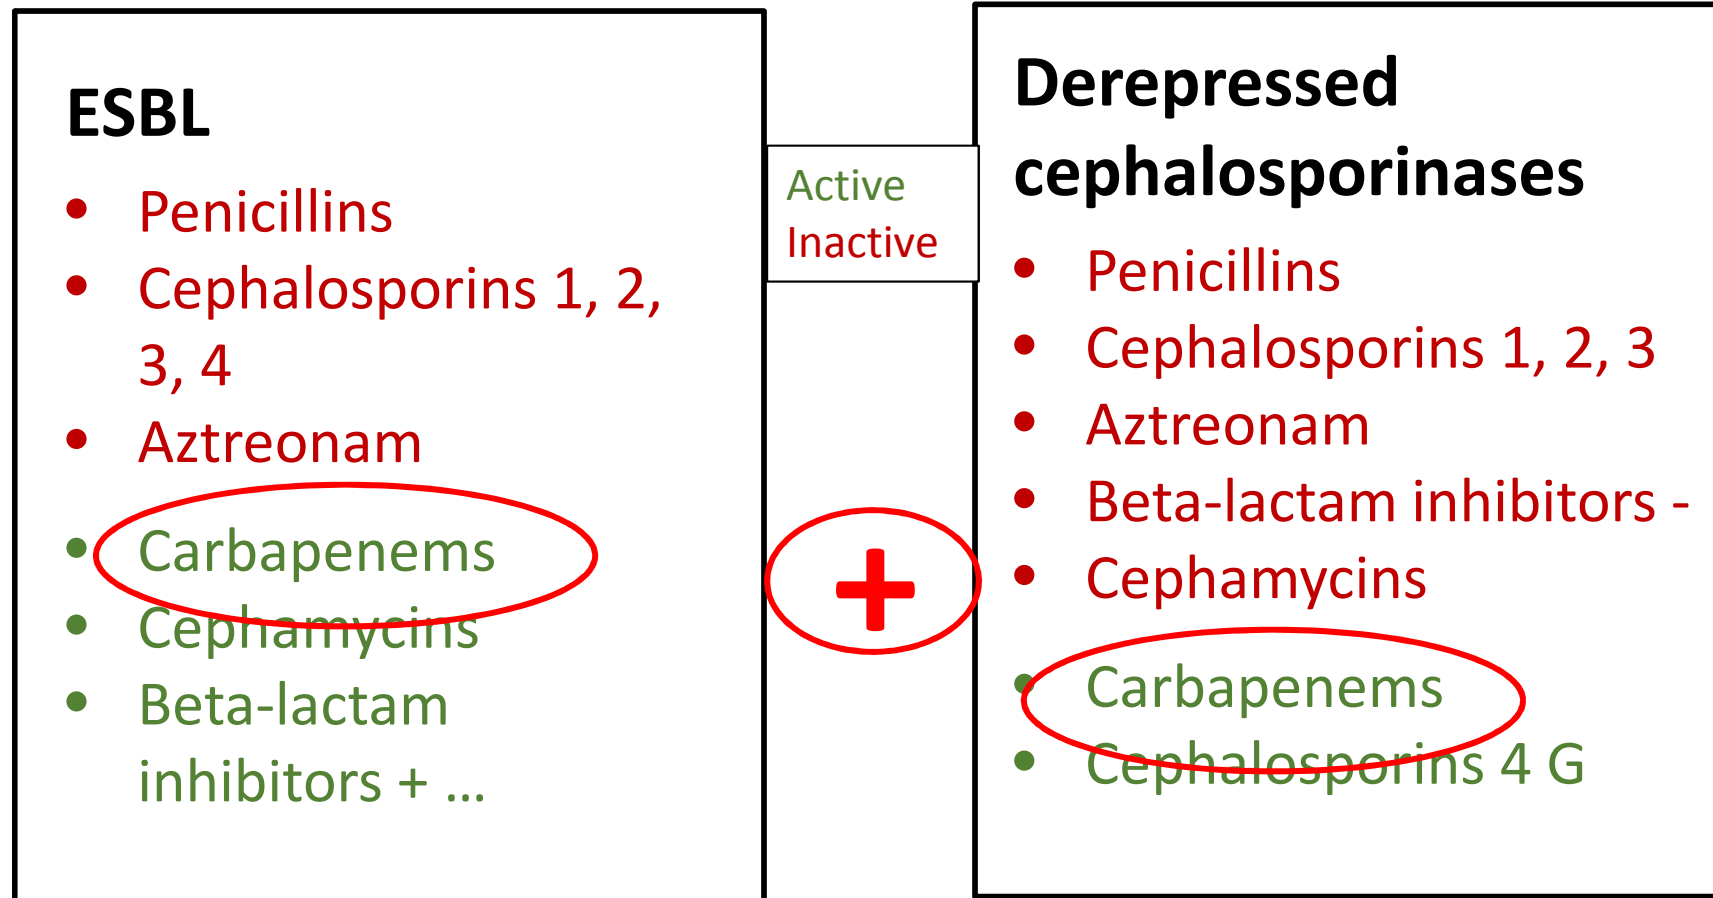 ESBL
• Penicillins
• Cephalosporins 1, 2,
3, 4
• Aztreonam
• Carbapenems
• Cephamycins
• Beta-lactam
inhibitors + ...
Active
Inactive
+
Derepressed
cephalosporinases
• Penicillins
• Cephalosporins 1, 2, 3
• Aztreonam
• Beta-lactam inhibitors -
• Cephamycins
• Carbapenems
• Cephalosporins 4 G